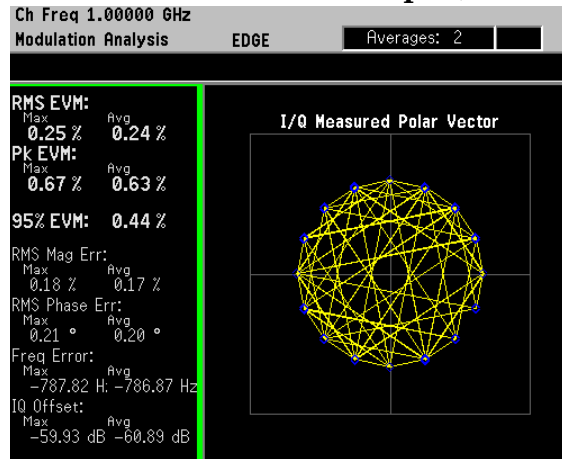 Ch Freq 1.00000 GHz
Modulation Analysis EDGE Averages: 2
RMS EVM:
Max Avg
0.25 % 0.24 %
Pk EVM:
Max Avg
0.67 % 0.63 %
95% EVM: 0.44 %
RMS Mag Err:
Max Avg
0.18 % 0.17 %
RMS Phase Err:
Max Avg
0.21 ° 0.20 °
Freq Error:
Max Avg
-787.82 H: -786.87 Hz
IQ Offset:
Max Avg
-59.93 dB -60.89 dB
I/Q Measured Polar Vector